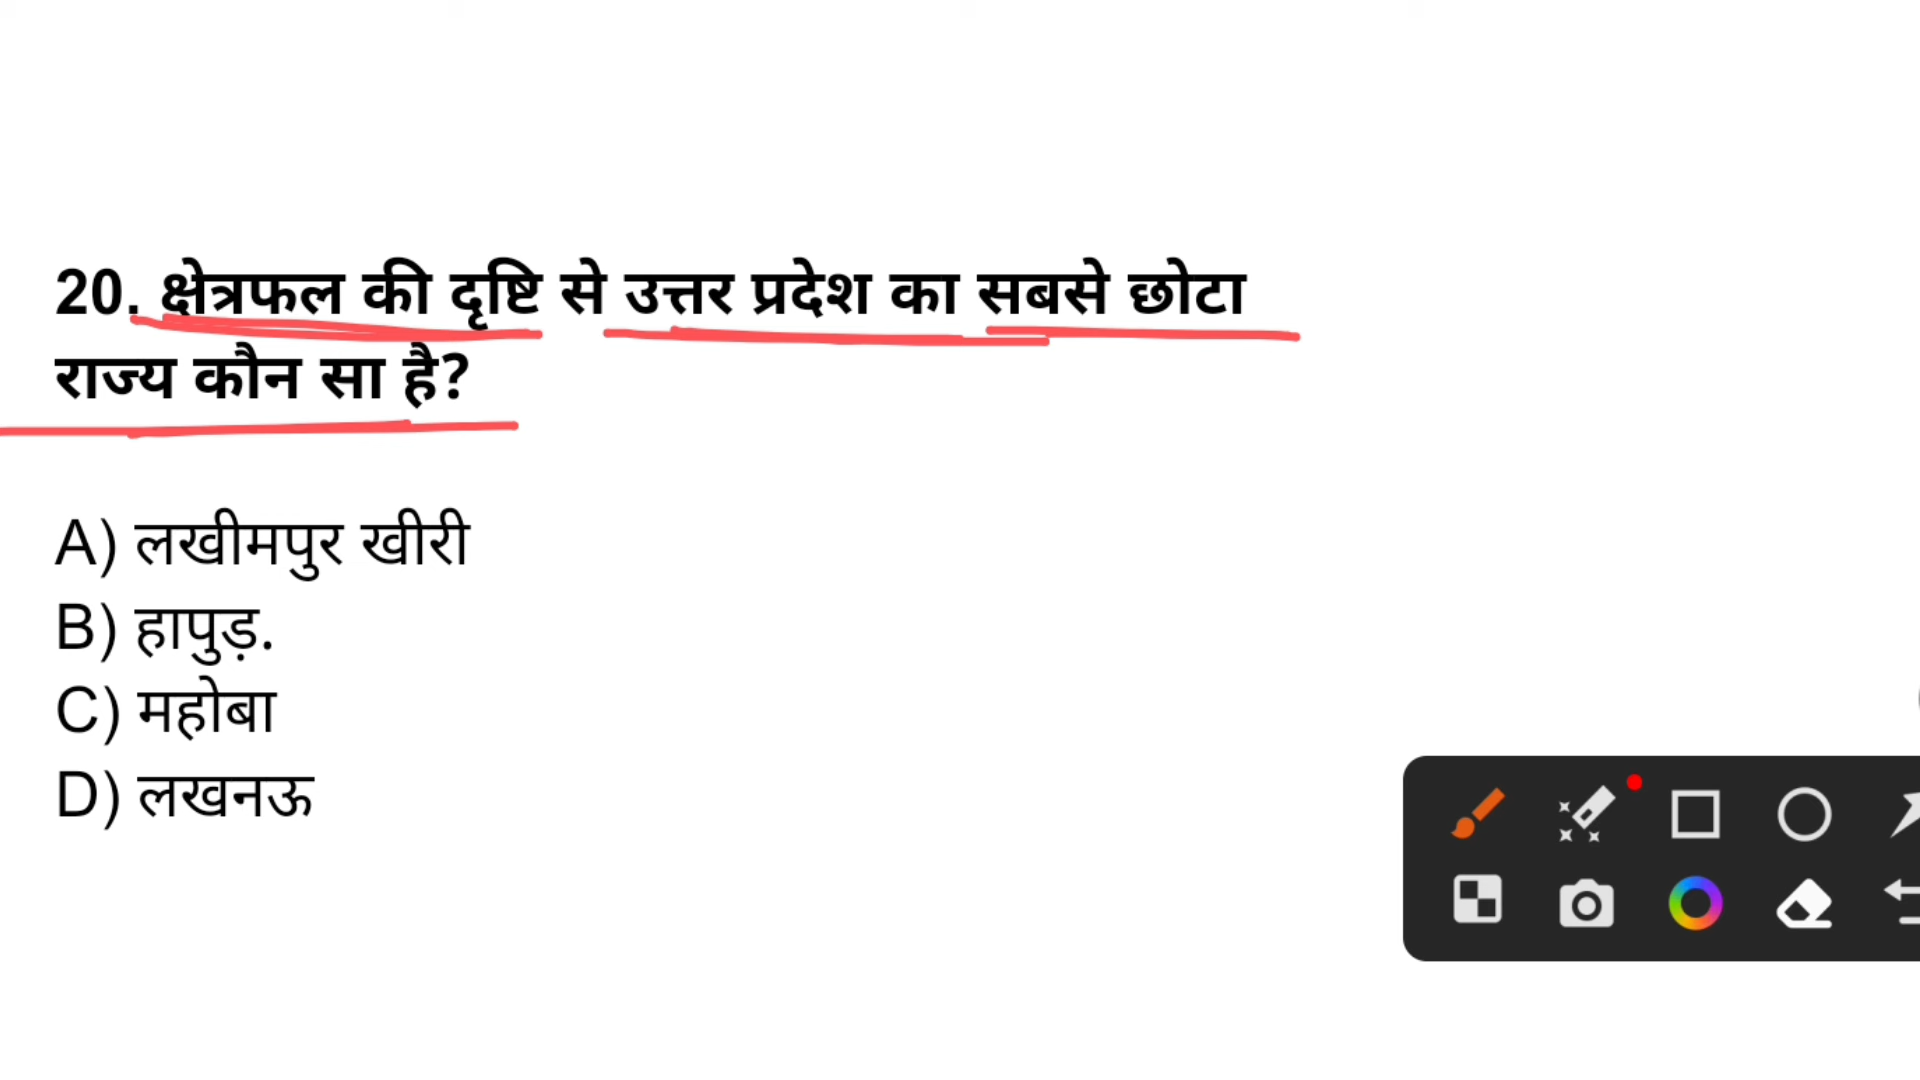 20. क्षेत्रफल की दृष्टि से उत्तर प्रदेश का सबसे छोटा
राज्य कौन सा है?
A) लखीमपुर खीरी
B) हापुड़.
C) महोबा
D) लखनऊ